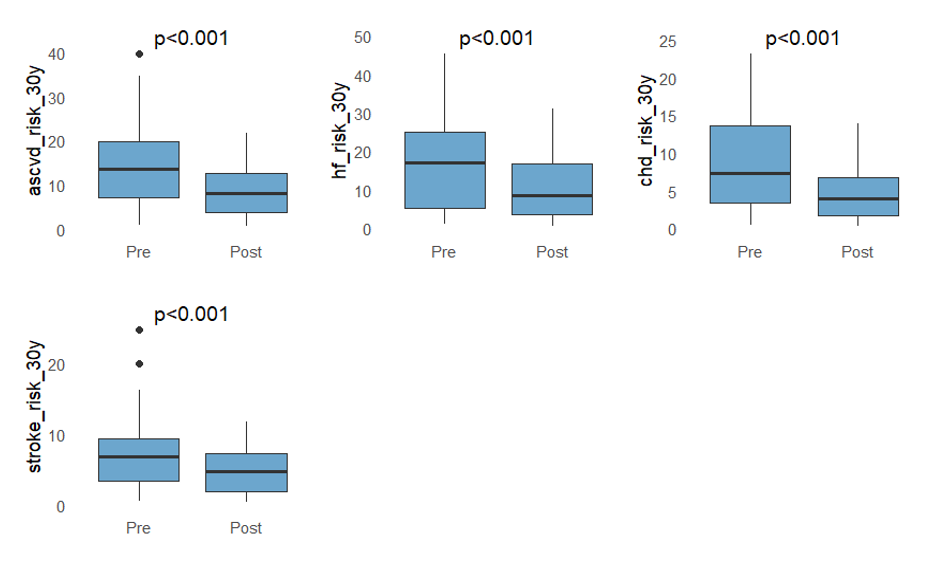 p<0.001
ascvd_risk_30y
40
30
20
10
0
Pre Post
p<0.001
hf_risk_30y
50
40
30
20
10
0
Pre Post
p<0.001
chd_risk_30y
25
20
15
10
5
0
Pre Post
p<0.001
stroke_risk_30y
20
10
0
Pre Post